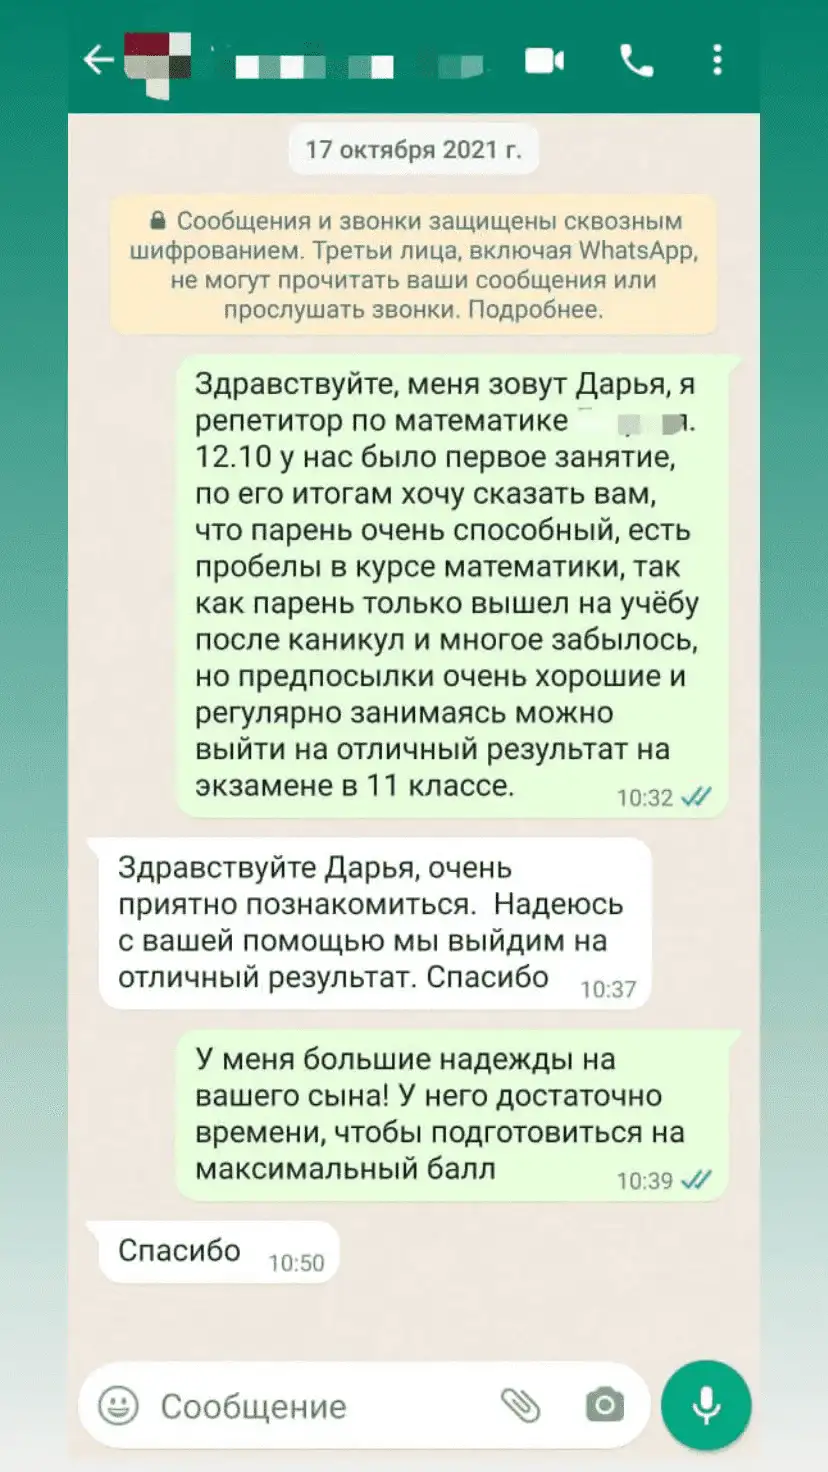 17 октября 2021 г.
Сообщения и звонки защищены сквозным
шифрованием. Третьи лица, включая WhatsApp,
не могут прочитать ваши сообщения или
прослушать звонки. Подробнее.
Здравствуйте, меня зовут Дарья, я
репетитор по математике
12.10 у нас было первое занятие,
по его итогам хочу сказать вам,
что парень очень способный, есть
пробелы в курсе математики, так
как парень только вышел на учёбу
после каникул и многое забылось,
но предпосылки очень хорошие и
регулярно занимаясь можно
выйти на отличный результат на
экзамене в 11 классе.
10:32
Здравствуйте Дарья, очень
приятно познакомиться. Надеюсь
с вашей помощью мы выйдим на
отличный результат. Спасибо
10:37
У меня большие надежды на
вашего сына! У него достаточно
времени, чтобы подготовиться на
максимальный балл
10:39
Спасибо
10:50
Сообщение